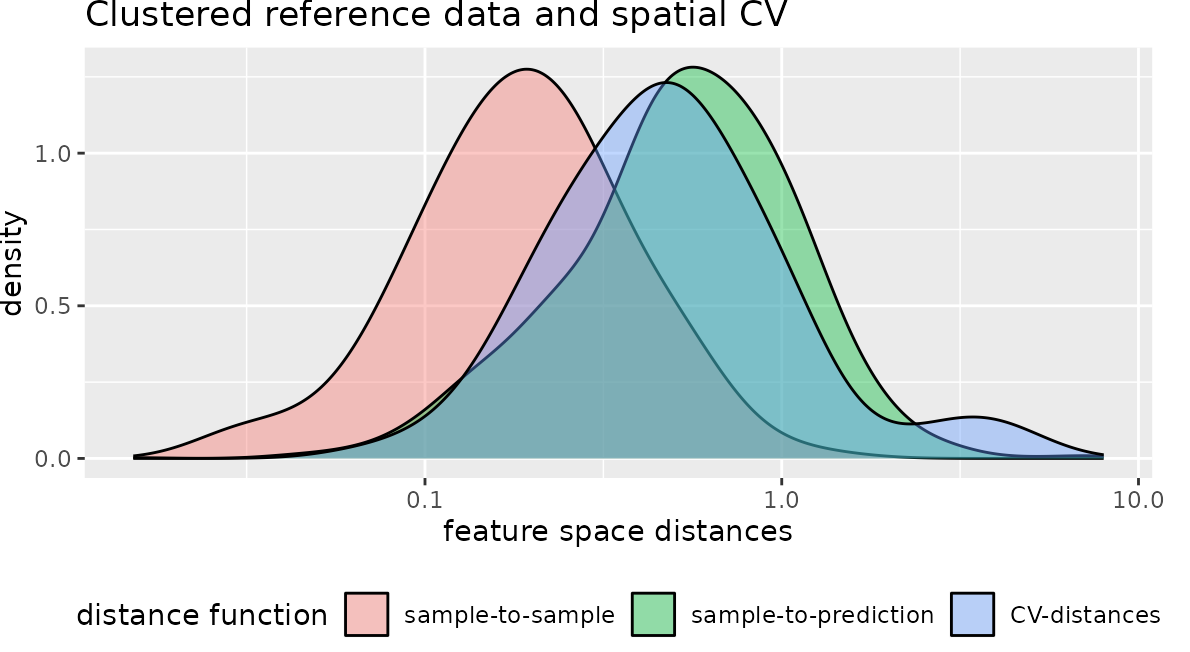 Clustered reference data and spatial CV
density
1.0
0.5
0.0
0.1 1.0 10.0
feature space distances
distance function sample-to-sample sample-to-prediction CV-distances